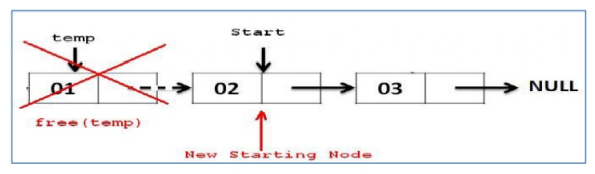 temp
Start
01
02
03
NULL
free(temp)
New Starting Node